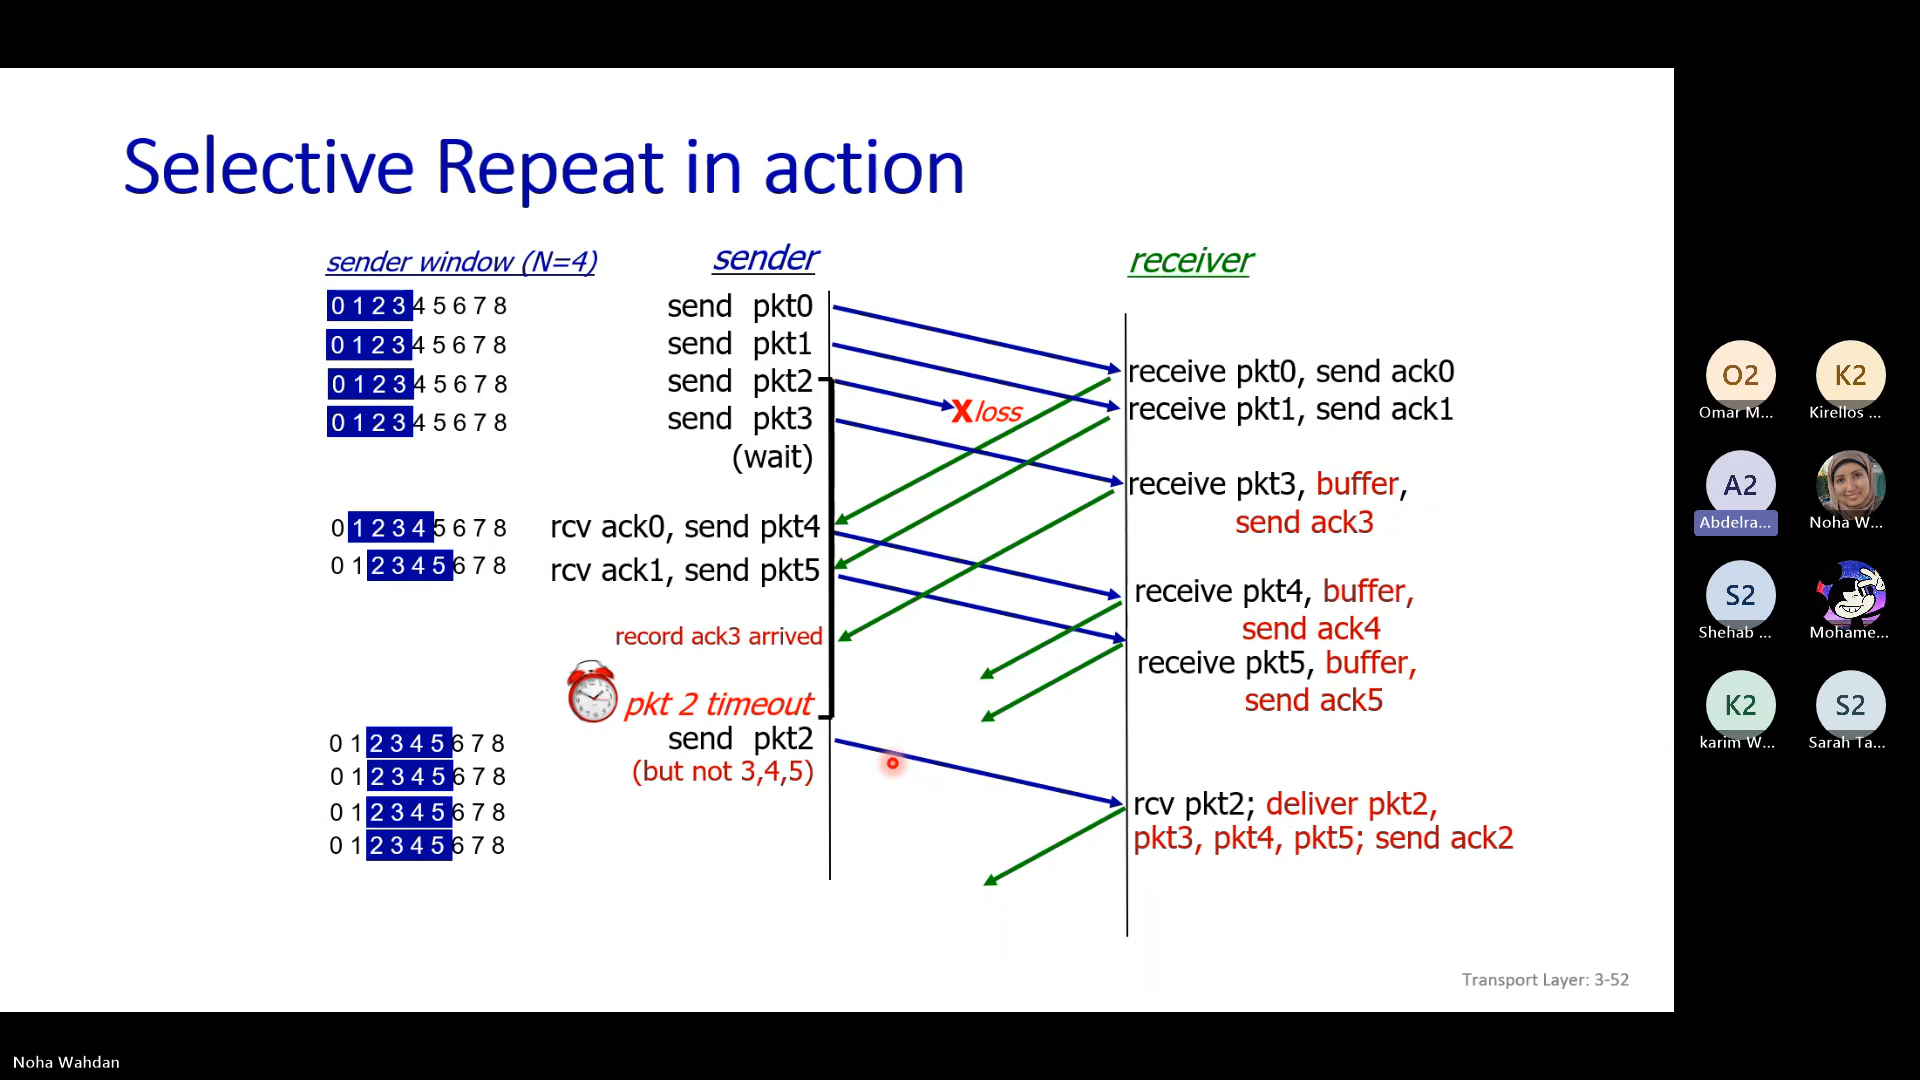 Selective Repeat in action
sender window (N=4)
sender
receiver
0 1 2 3 4 5 6 7 8
send pkt0
0 1 2 3 4 5 6 7 8
send pkt1
0 1 2 3 4 5 6 7 8
send pkt2
0 1 2 3 4 5 6 7 8
send pkt3
(wait)
X loss
receive pkt0, send ack0
receive pkt1, send ack1
receive pkt3, buffer,
send ack3
0 1 2 3 4 5 6 7 8
rcv ack0, send pkt4
0 1 2 3 4 5 6 7 8
rcv ack1, send pkt5
receive pkt4, buffer,
send ack4
record ack3 arrived
receive pkt5, buffer,
send ack5
pkt 2 timeout
0 1 2 3 4 5 6 7 8
send pkt2
0 1 2 3 4 5 6 7 8
(but not 3,4,5)
0 1 2 3 4 5 6 7 8
0 1 2 3 4 5 6 7 8
rcv pkt2; deliver pkt2,
pkt3, pkt4, pkt5; send ack2
Transport Layer: 3-52
O2
Omar M...
K2
Kirellos ...
A2
Abdelra...
Noha W...
S2
Shehab ...
Mohame...
K2
karim W...
S2
Sarah Ta...
Noha Wahdan